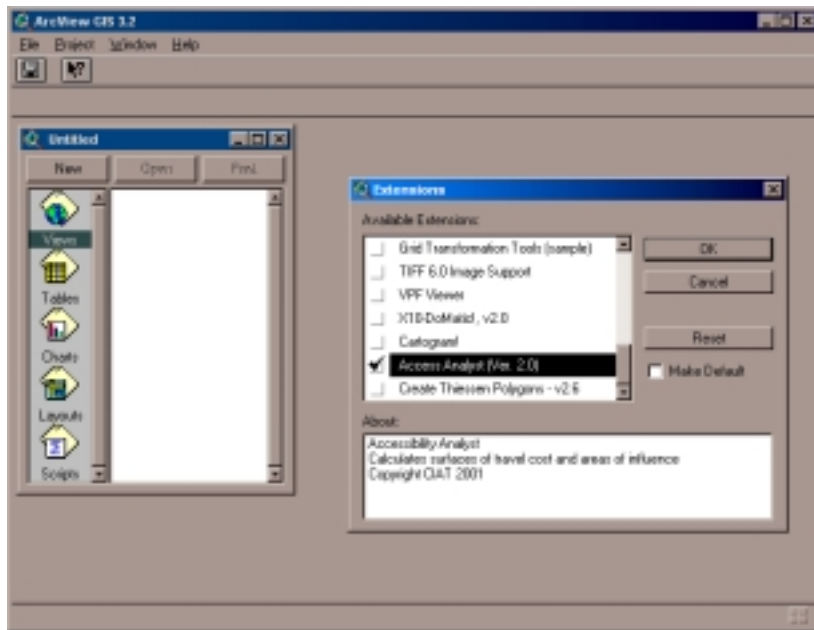 ArcView GIS 3.2
File Project Window Help
Untitled
New Open Print
Views
Tables
Charts
Layouts
Scripts
Extensions
Available Extensions:
Grid Transformation Tools (sample)
TIFF 6.0 Image Support
VPF Viewer
v2.0
Cartogram!
Access Analyst (Ver. 2.0)
Create Thiessen Polygons - v2.6
OK
Cancel
Reset
Make Default
About:
Accessibility Analyst
Calculates surfaces of travel cost and areas of influence
Copyright CIAT 2001